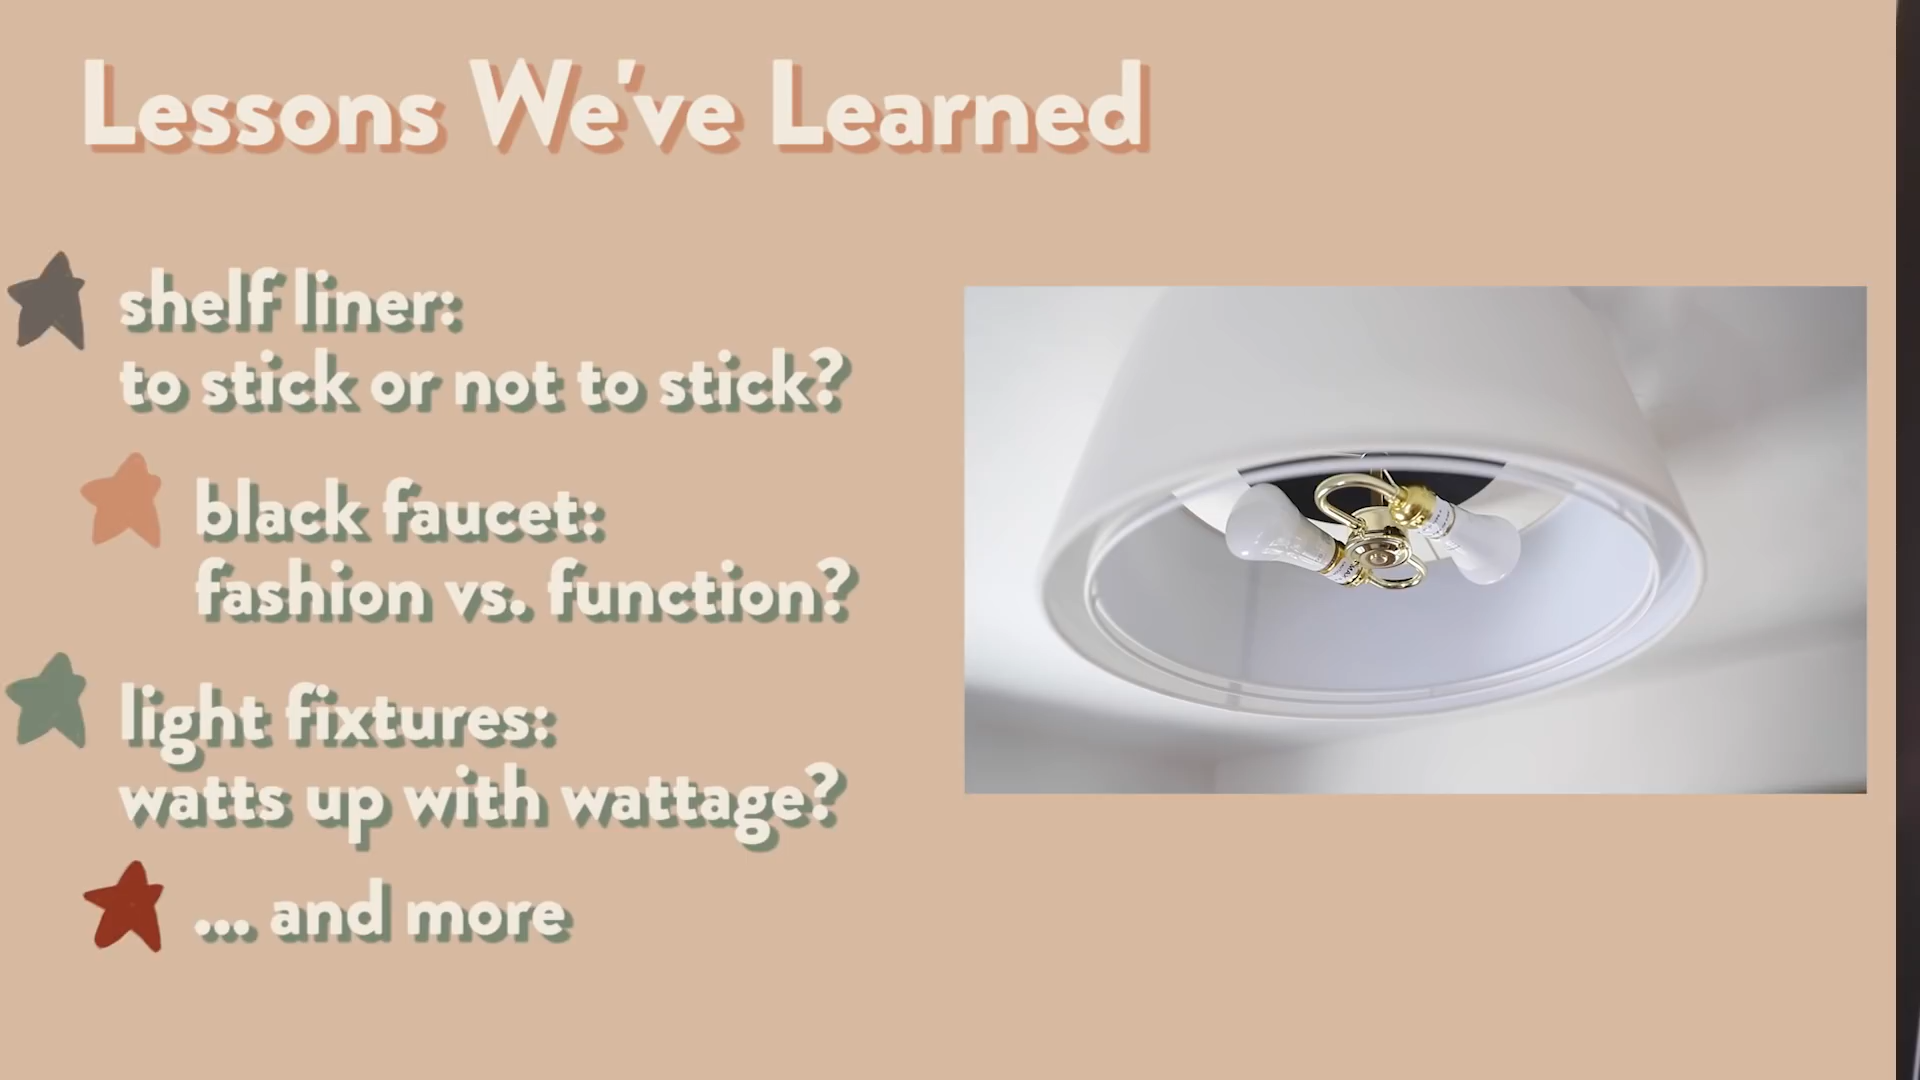 Lessons We've Learned
shelf liner:
to stick or not to stick?
black faucet:
fashion vs. function?
light fixtures:
watts up with wattage?
... and more